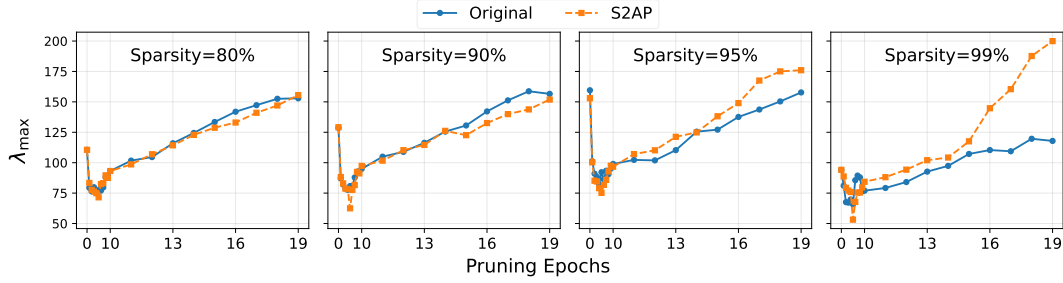 Original S2AP
Sparsity=80% Sparsity=90% Sparsity=95% Sparsity=99%
200
175
150
125
100
75
50
λmax
0 10 13 16 19 0 10 13 16 19 0 10 13 16 19 0 10 13 16 19
Pruning Epochs